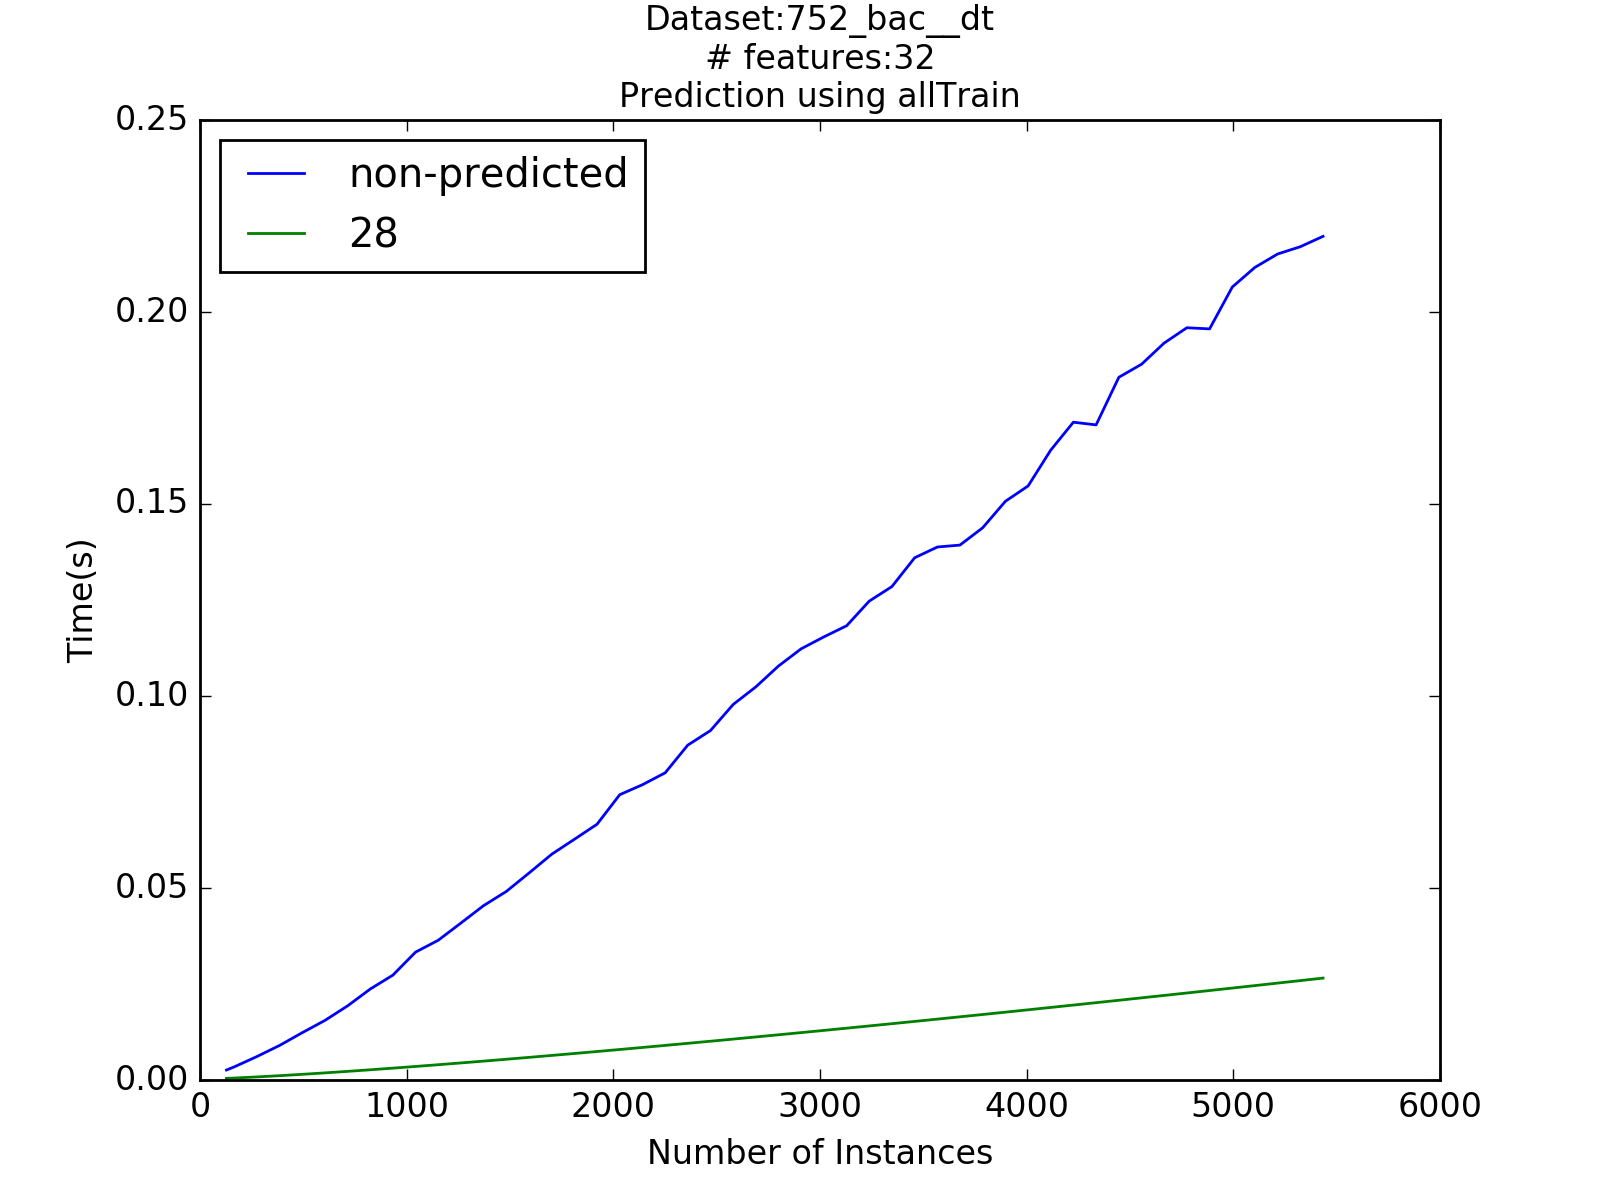 Dataset:752_bac__dt
# features:32
Prediction using allTrain
0.25
0.20
0.15
0.10
0.05
0.00
non-predicted
28
Time(s)
0 1000 2000 3000 4000 5000 6000
Number of Instances